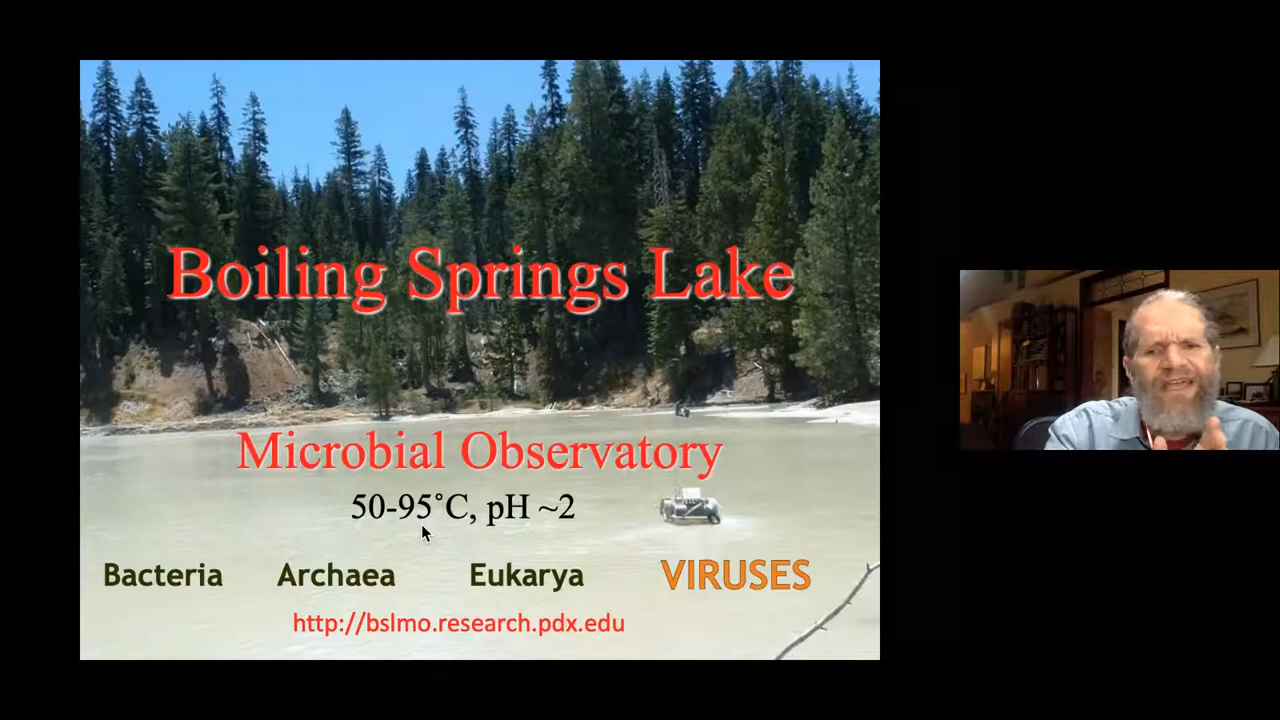 Boiling Springs Lake
Microbial Observatory
50-95˚C, pH ~2
Bacteria Archaea Eukarya VIRUSES
http://bslmo.research.pdx.edu